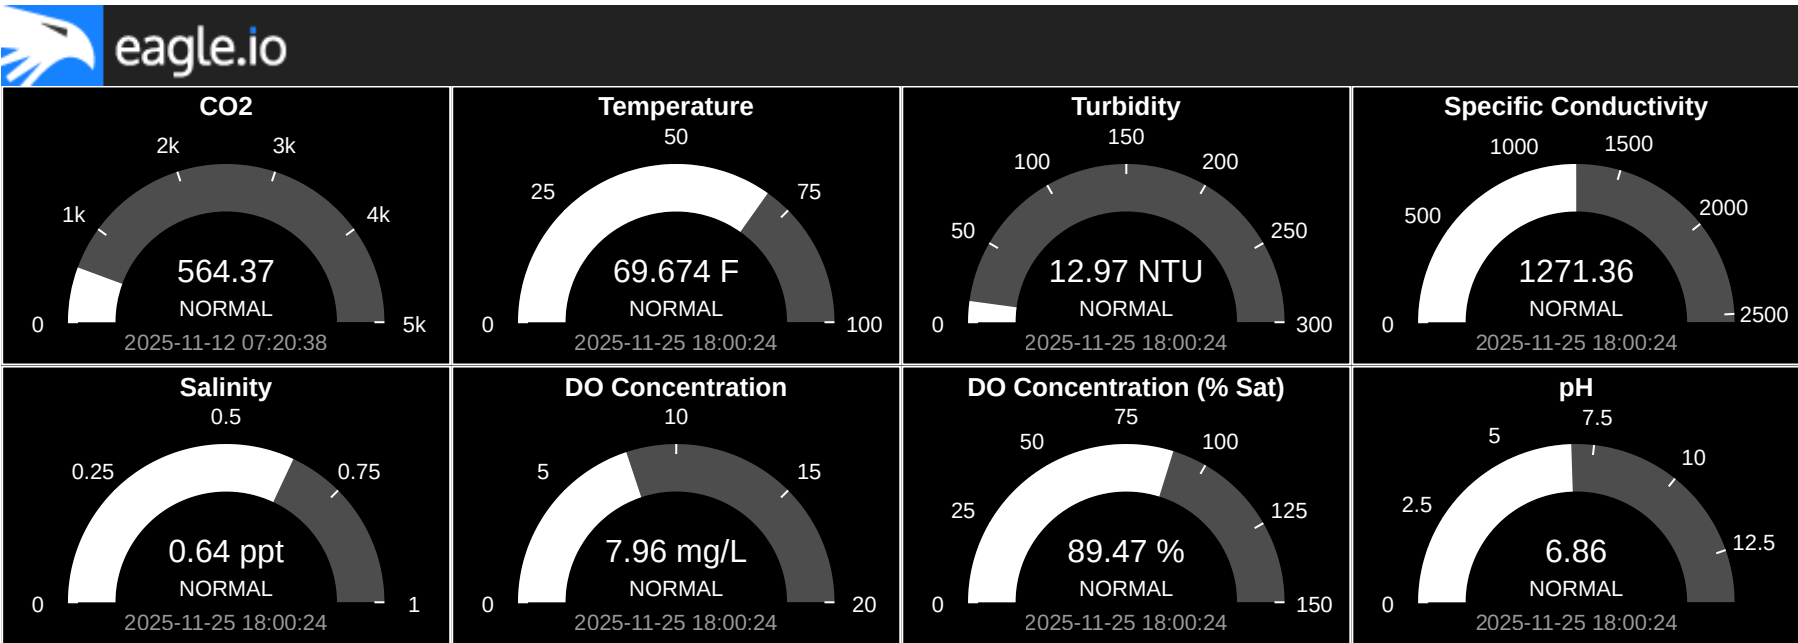 eagle.io
CO2
0
1k
2k
3k
4k
5k
564.37
NORMAL
2025-11-12 07:20:38
Temperature
0
25
50
75
100
69.674 F
NORMAL
2025-11-25 18:00:24
Turbidity
0
50
100
150
200
250
300
12.97 NTU
NORMAL
2025-11-25 18:00:24
Specific Conductivity
0
500
1000
1500
2000
2500
1271.36
NORMAL
2025-11-25 18:00:24
Salinity
0
0.25
0.5
0.75
1
0.64 ppt
NORMAL
2025-11-25 18:00:24
DO Concentration
0
5
10
15
20
7.96 mg/L
NORMAL
2025-11-25 18:00:24
DO Concentration (% Sat)
0
25
50
75
100
125
150
89.47 %
NORMAL
2025-11-25 18:00:24
pH
0
2.5
5
7.5
10
12.5
6.86
NORMAL
2025-11-25 18:00:24